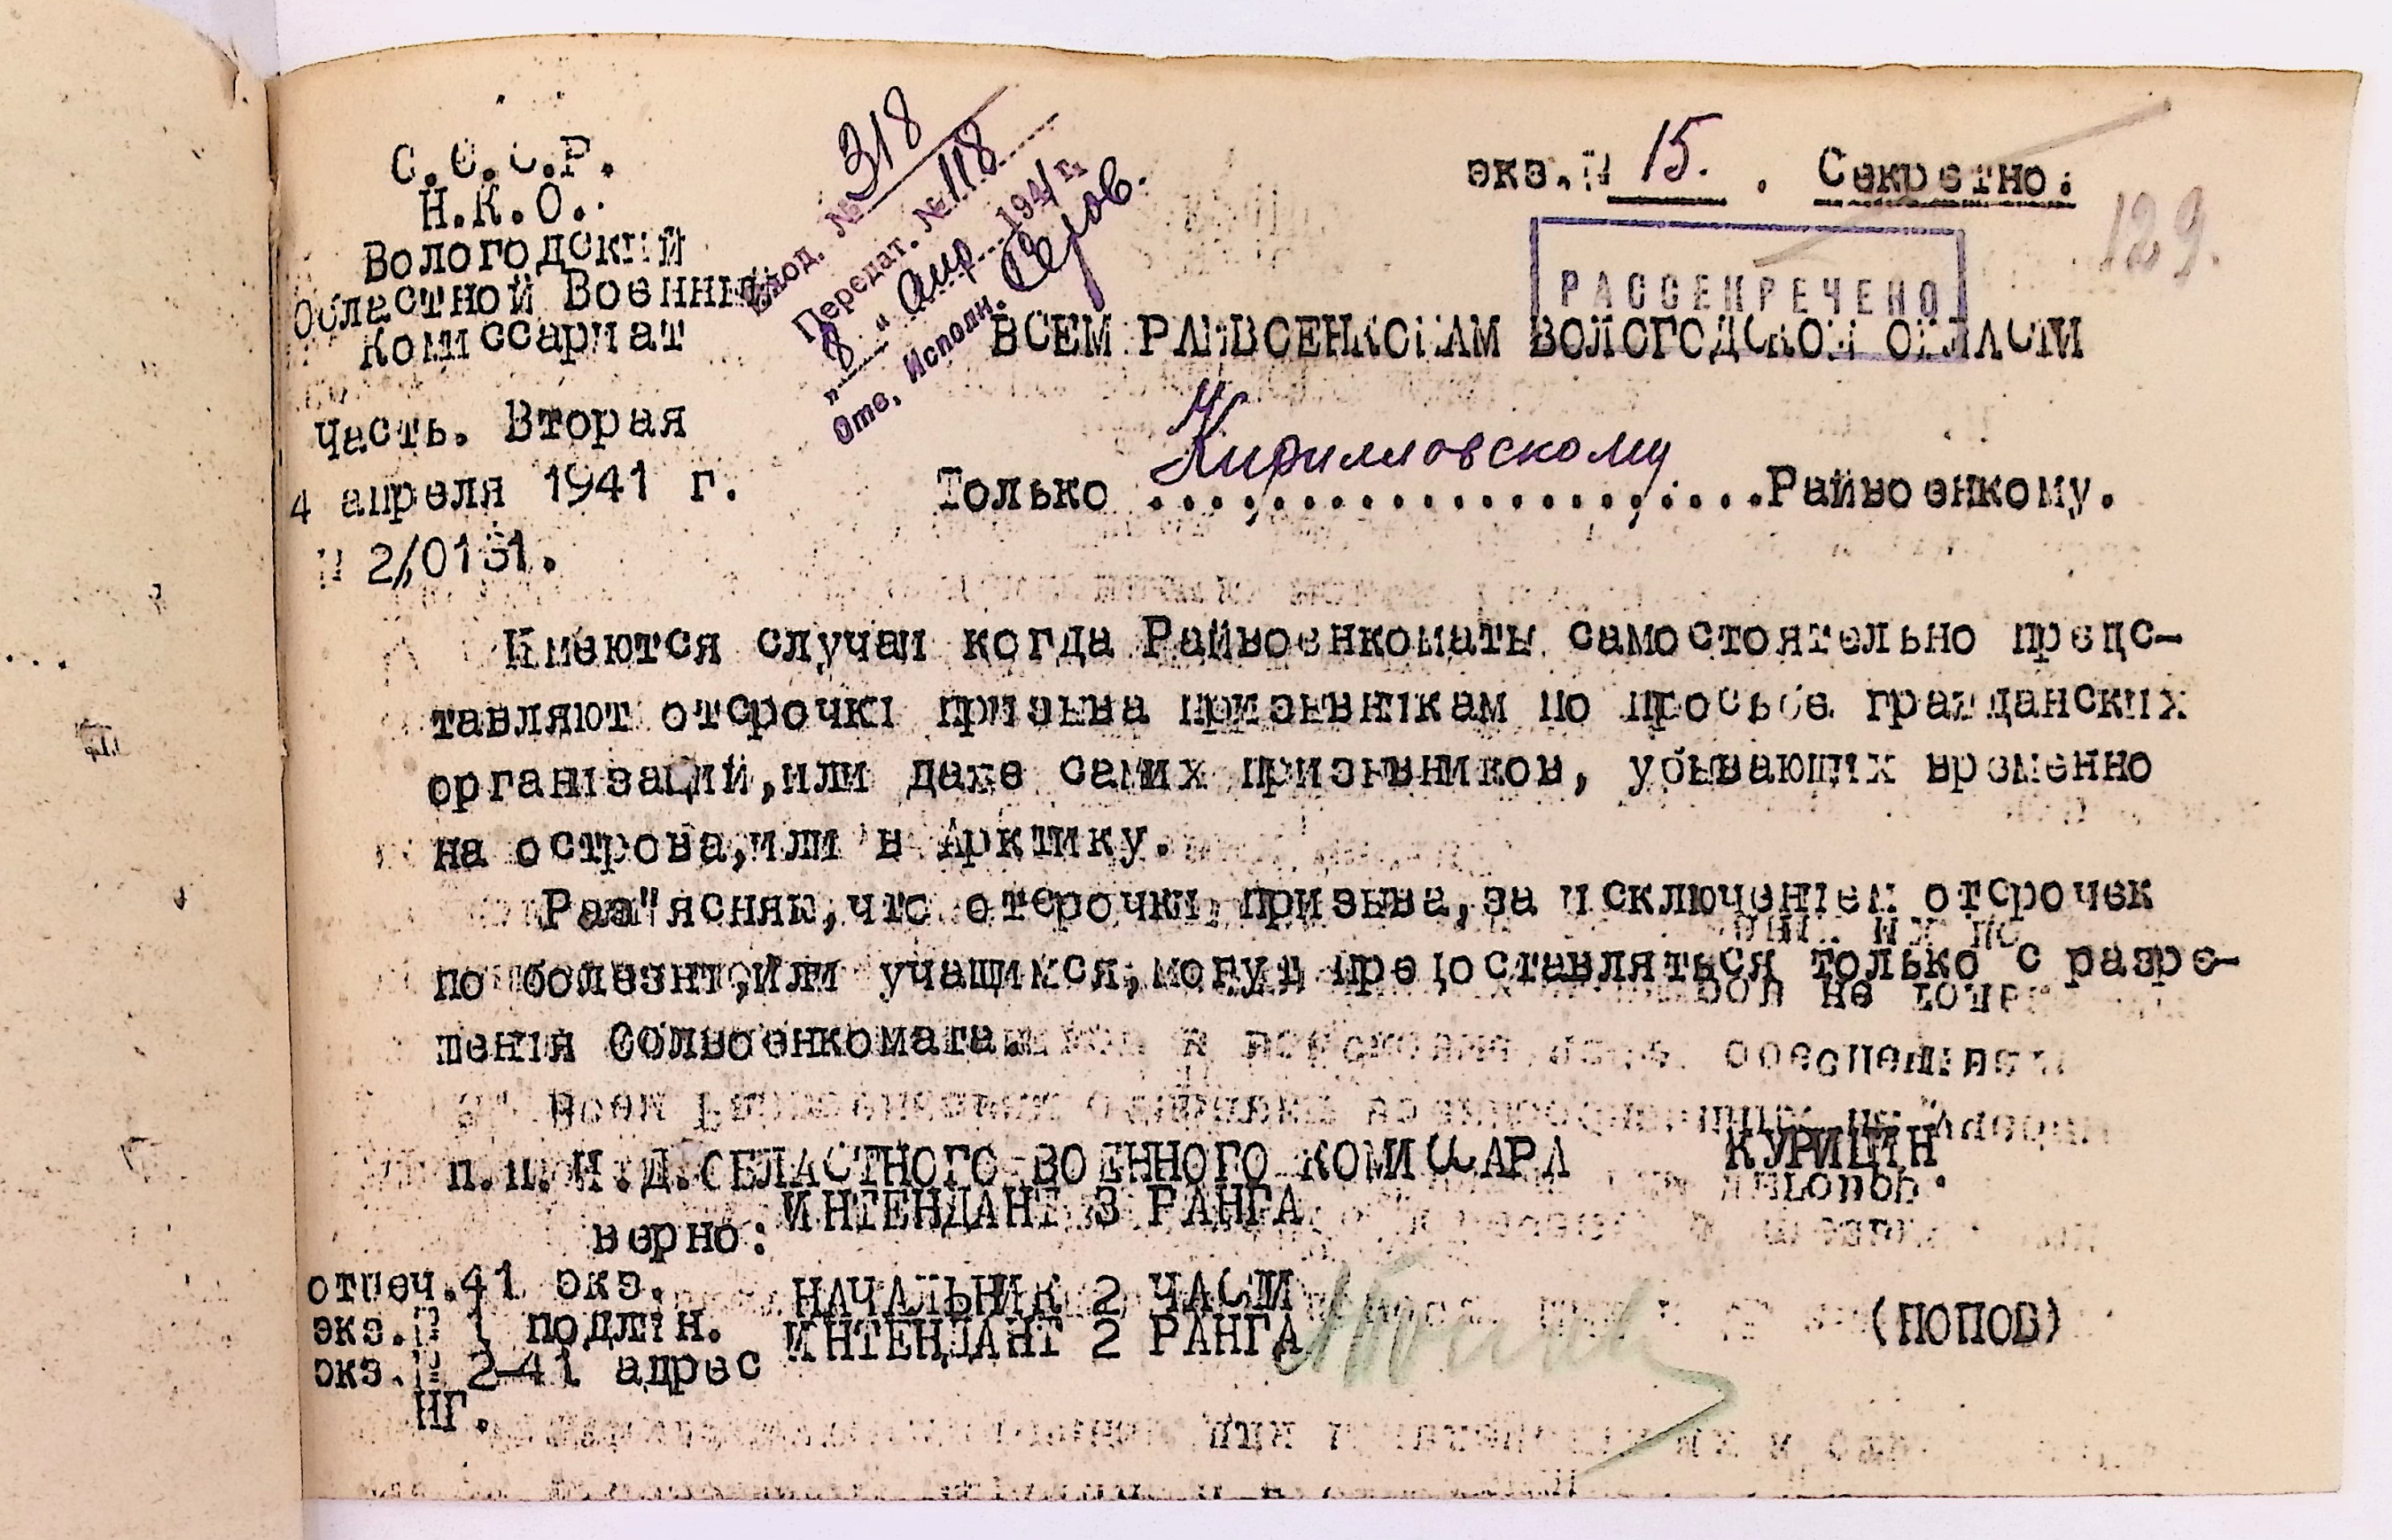 С.С.С.Р.
Н.К.О.
Вологодский
Областной Военный
Комиссариат
Часть. Вторая
4 апреля 1941 г.
№ 2/0131.
Вход. № 318
Передат. № 118
"8" апр 1941 г.
Отв. Исполн. Серов.
экз.№ 15. . Секретно.
129.
РАССЕКРЕЧЕНО
ВСЕМ РАЙВОЕНКОМАМ ВОЛОГОДСКОЙ ОБЛАСТИ
Только Кирилловскому Райвоенкому.
Имеются случаи когда Райвоенкоматы самостоятельно предс-
тавляют отсрочки призыва призывникам по просьбе гражданских
организаций,или даже самих призывников, убывающих временно
на острова,или в Арктику.
Раз"ясняю,что отсрочки призыва,за исключением отсрочек
по болезни,или учащимся,могут предоставляться только с разре-
шения Облвоенкомата.
п.п. И.Д.ОБЛАСТНОГО ВОЕННОГО КОМИССАРА КУРИЦИН
ИНТЕНДАНТ 3 РАНГА
верно:
НАЧАЛЬНИК 2 ЧАСТИ
ИНТЕНДАНТ 2 РАНГА (ПОПОВ)
отпеч.41 экз.
экз.№ 1 подлин.
экз.№ 2-41 адрес
НГ.